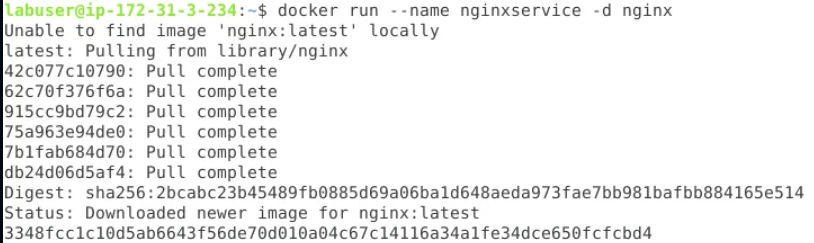 labuser@ip-172-31-3-234:~$ docker run --name nginxservice -d nginx
Unable to find image 'nginx:latest' locally
latest: Pulling from library/nginx
42c077c10790: Pull complete
62c70f376f6a: Pull complete
915cc9bd79c2: Pull complete
75a963e94de0: Pull complete
7b1fab684d70: Pull complete
db24d06d5af4: Pull complete
Digest: sha256:2bcabc23b45489fb0885d69a06ba1d648aeda973fae7bb981bafbb884165e514
Status: Downloaded newer image for nginx:latest
3348fcc1c10d5ab6643f56de70d010a04c67c14116a34a1fe34dce650fcfcbd4